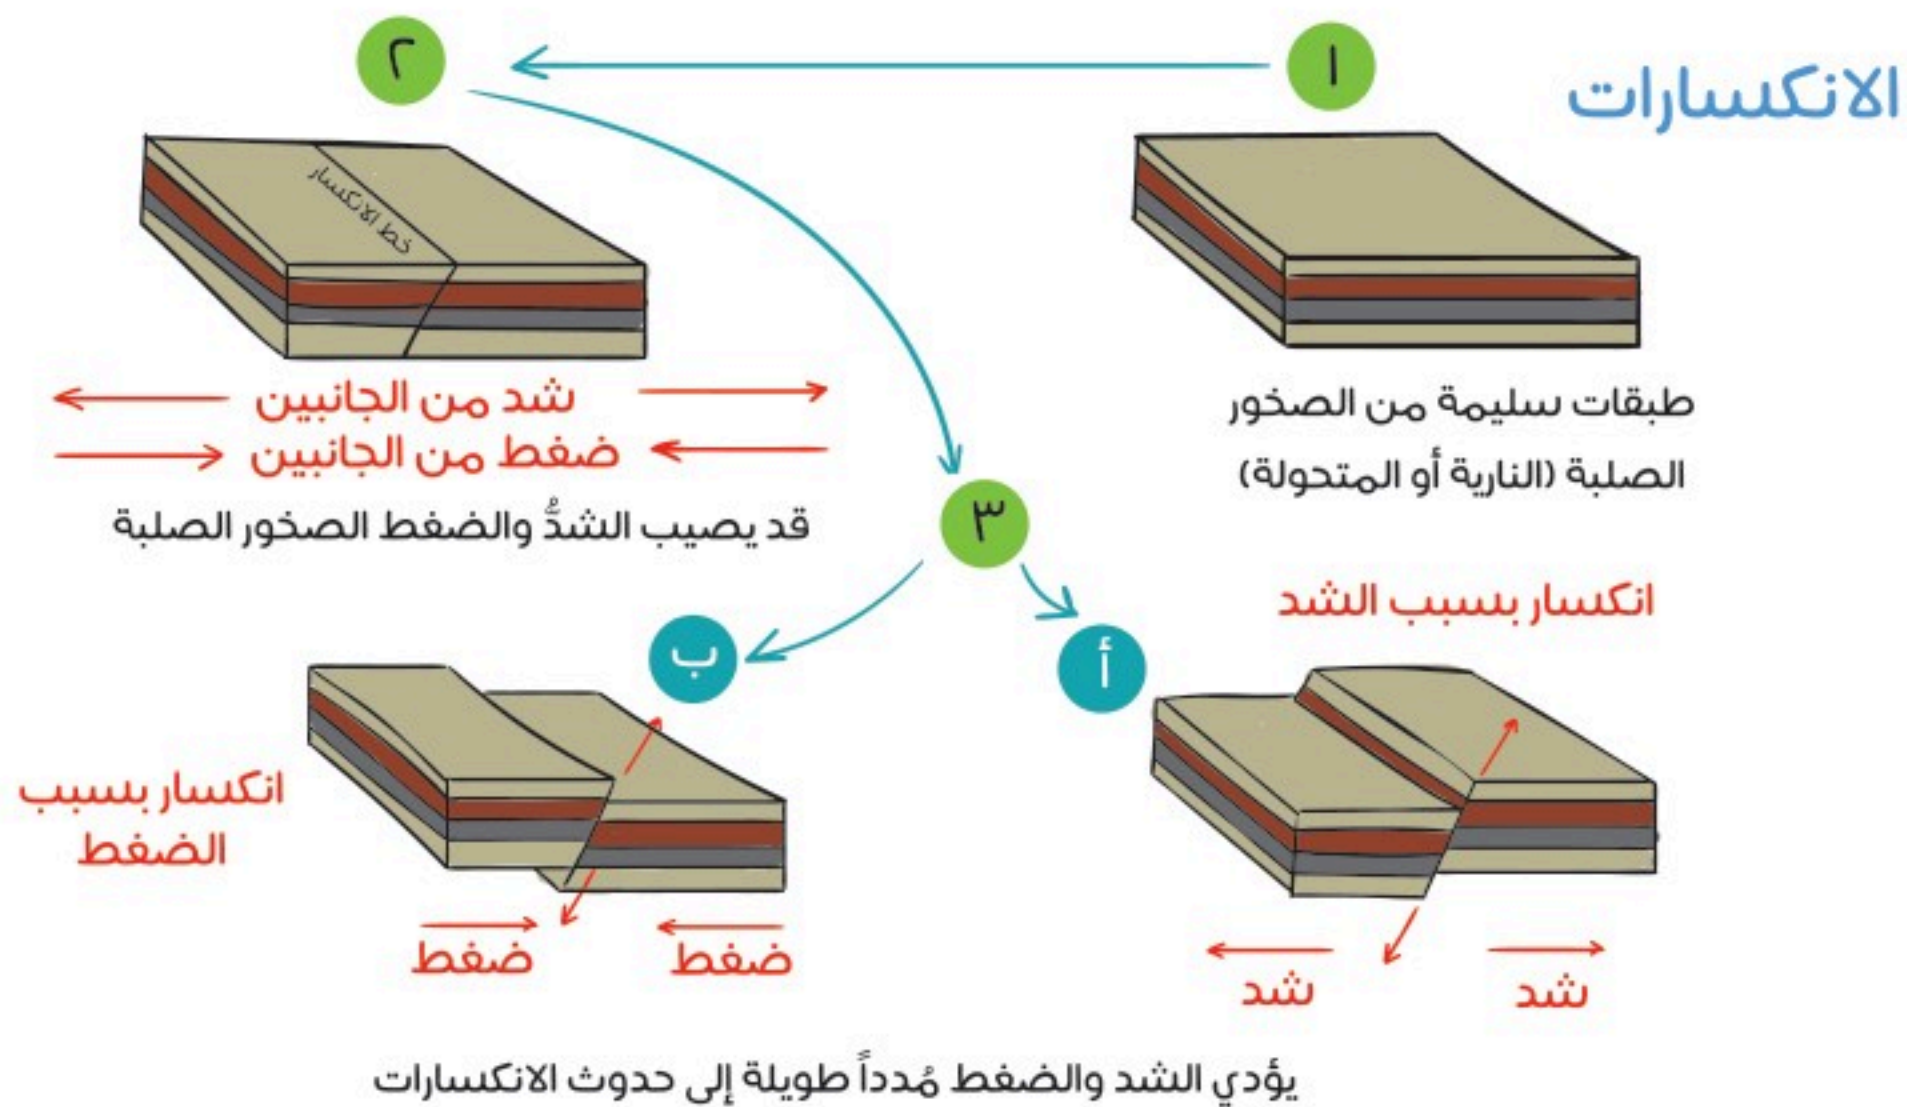 الانكسارات
١
طبقات سليمة من الصخور
الصلبة (النارية أو المتحولة)
٢
خط الانكسار
شد من الجانبين
ضغط من الجانبين
قد يصيب الشدُّ والضغط الصخور الصلبة
٣
أ
انكسار بسبب الشد
شد
شد
ب
انكسار بسبب
الضغط
ضغط
ضغط
يؤدي الشد والضغط مُدداً طويلة إلى حدوث الانكسارات